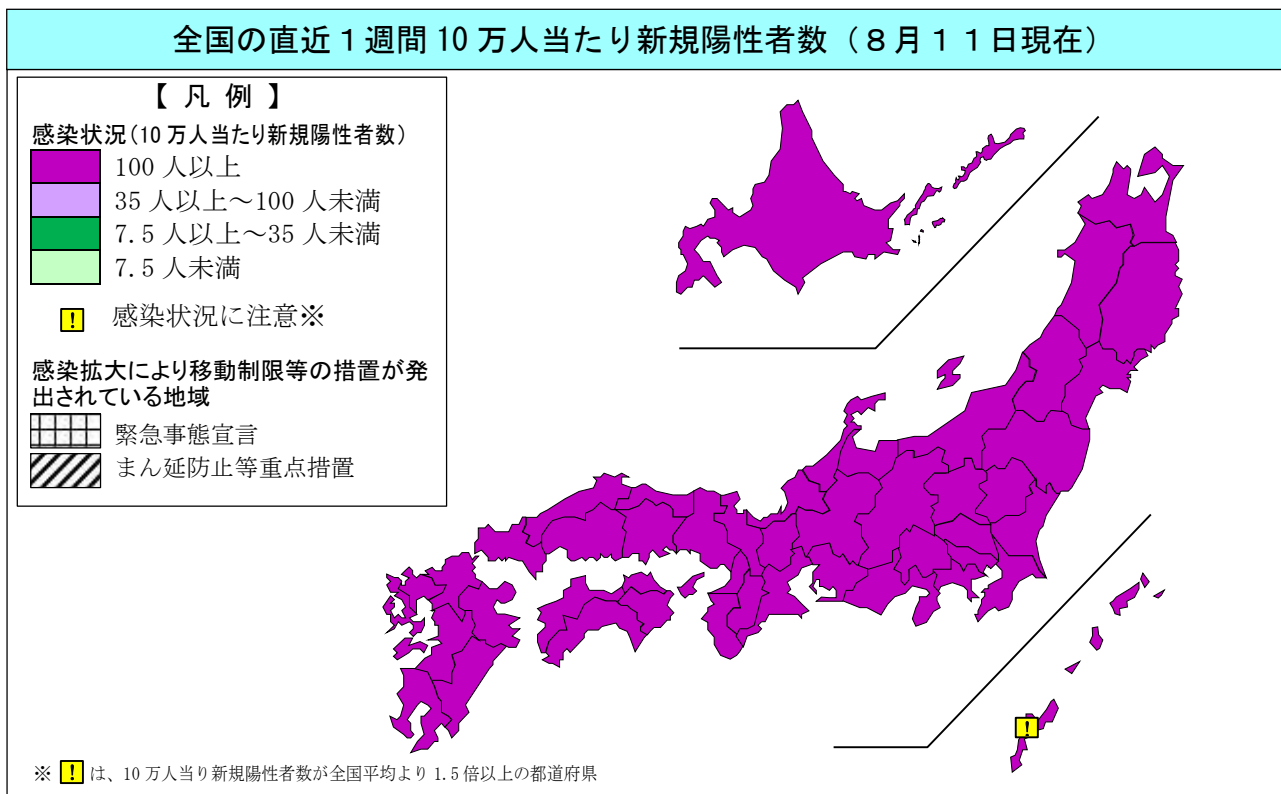 全国の直近１週間 10 万人当たり新規陽性者数（８月１１日現在）
【 凡 例 】
感染状況（10 万人当たり新規陽性者数）
100 人以上
35 人以上～100 人未満
7.5 人以上～35 人未満
7.5 人未満
! 感染状況に注意※
感染拡大により移動制限等の措置が発
出されている地域
緊急事態宣言
まん延防止等重点措置
!
※ ! は、10 万人当り新規陽性者数が全国平均より 1.5 倍以上の都道府県